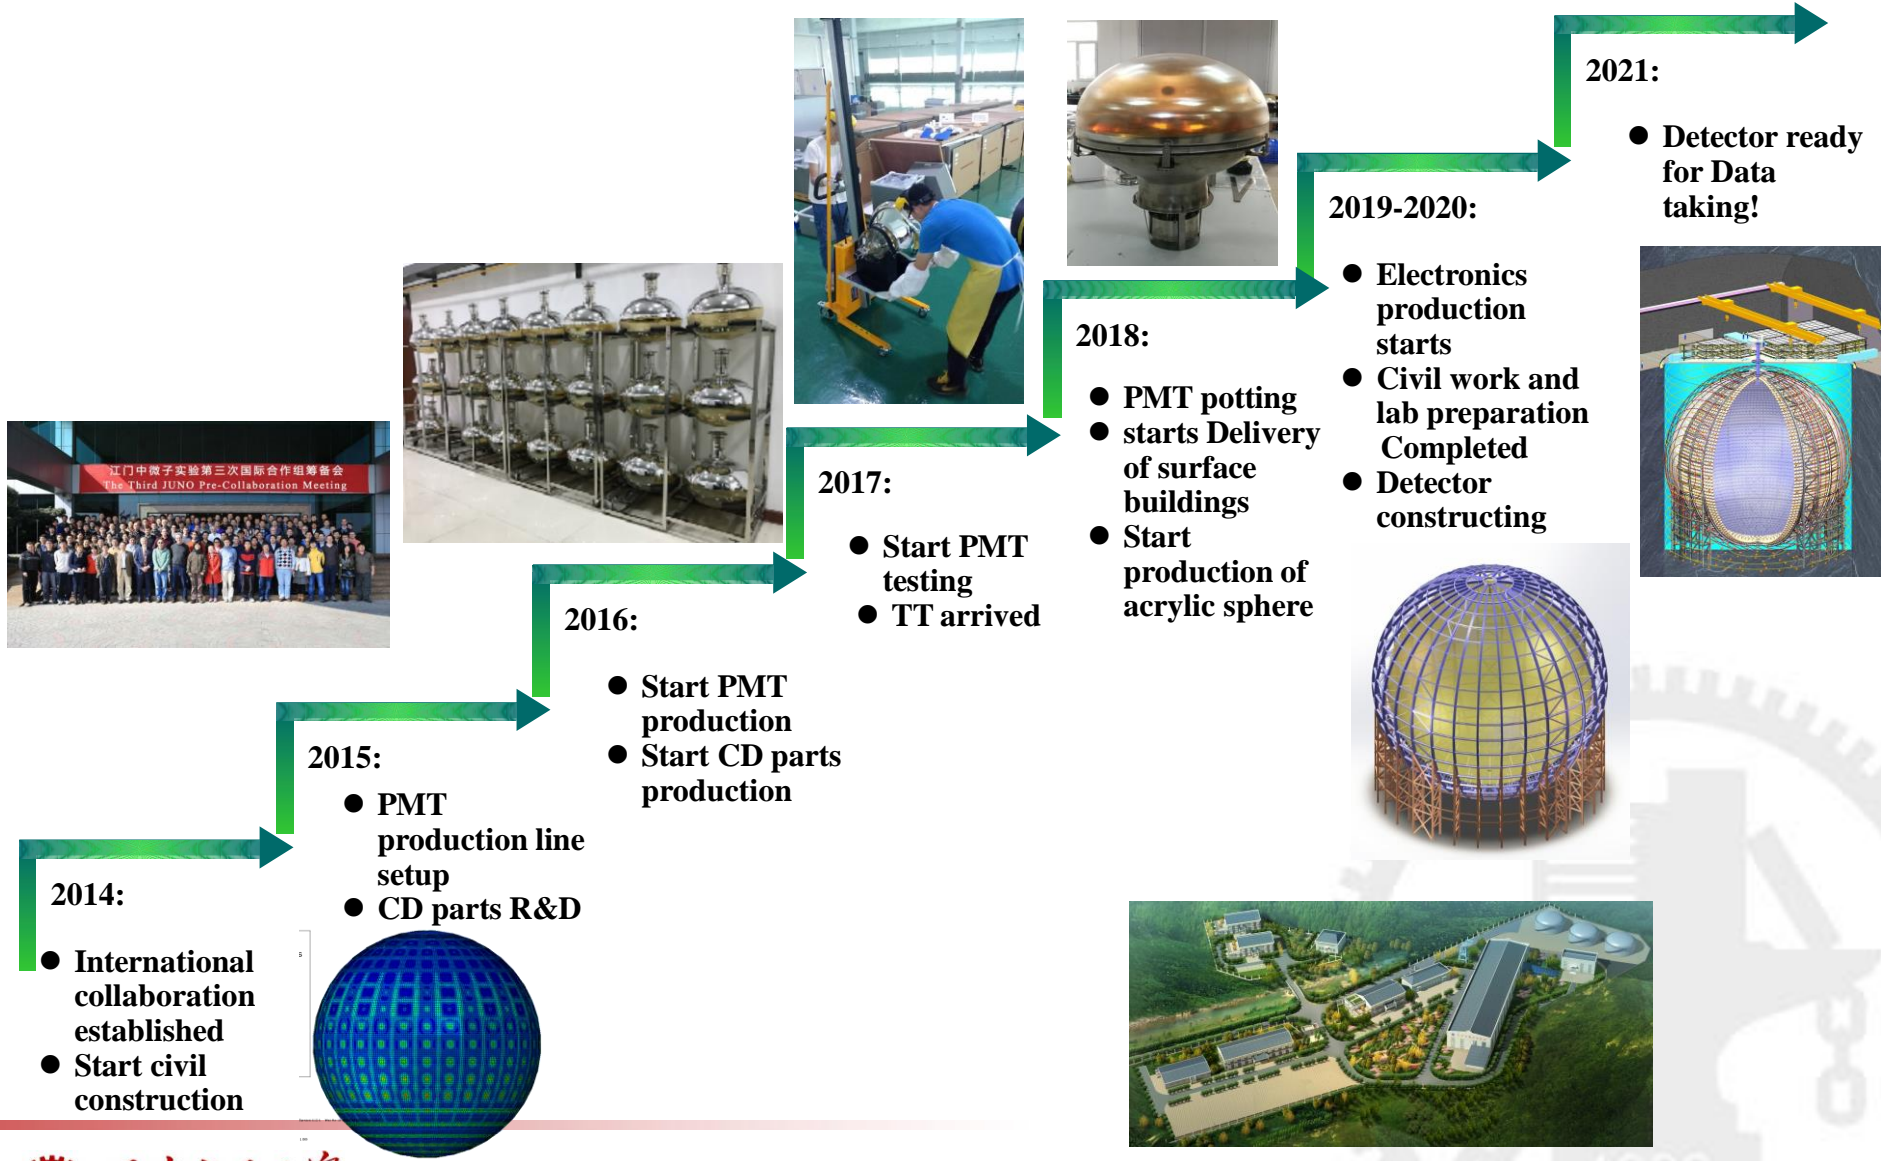 江门中微子实验第三次国际合作组筹备会
The Third JUNO Pre-Collaboration Meeting
2014:
● International
collaboration
established
● Start civil
construction
2015:
● PMT
production line
setup
● CD parts R&D
2016:
● Start PMT
production
● Start CD parts
production
2017:
● Start PMT
testing
● TT arrived
2018:
● PMT potting
● starts Delivery
of surface
buildings
● Start
production of
acrylic sphere
2019-2020:
● Electronics
production
starts
● Civil work and
lab preparation
Completed
● Detector
constructing
2021:
● Detector ready
for Data
taking!